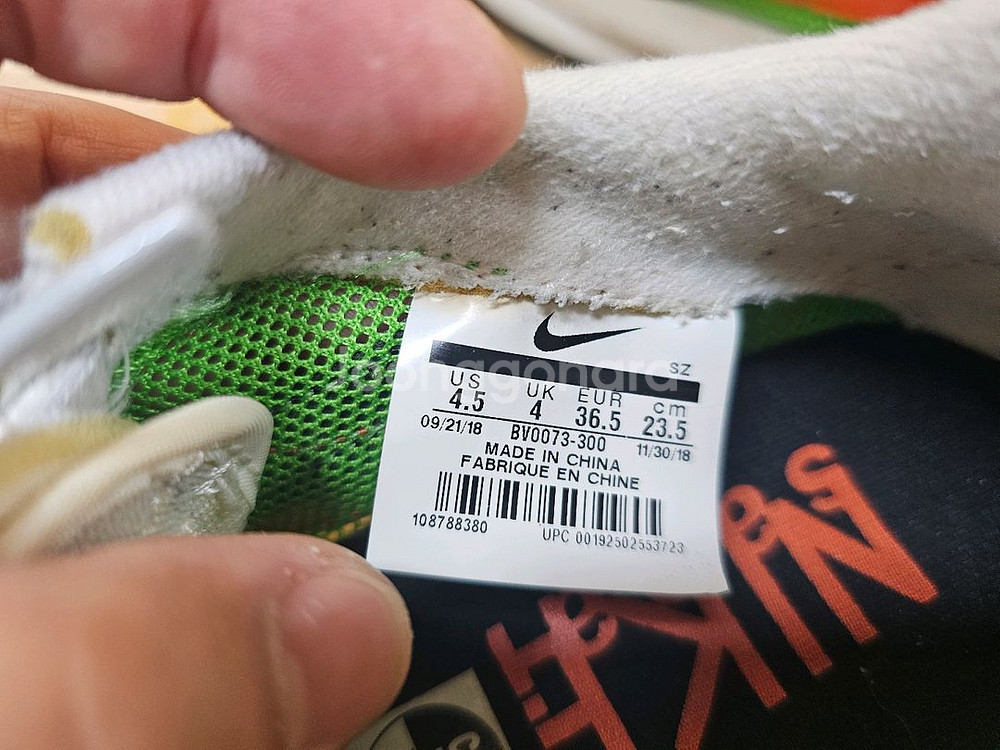 SZ
US UK EUR cm
4.5 4 36.5 23.5
09/21/18 BV0073-300 11/30/18
MADE IN CHINA
FABRIQUE EN CHINE
108788380 UPC 00192502553723
Joonggonara